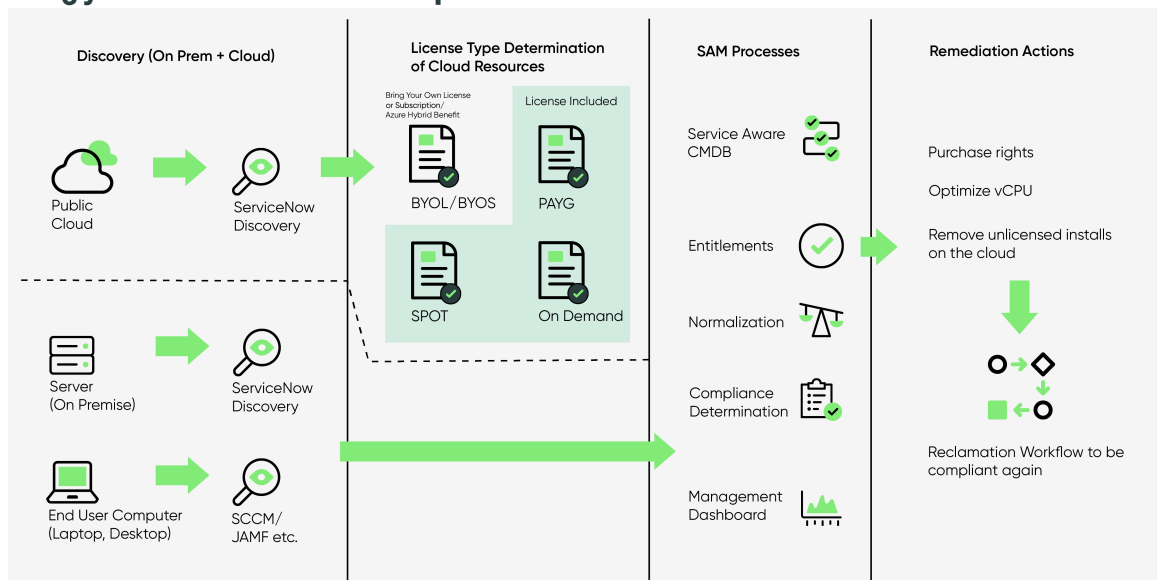 Discovery (On Prem + Cloud)
Public
Cloud
ServiceNow
Discovery
Server
(On Premise)
ServiceNow
Discovery
End User Computer
(Laptop, Desktop)
SCCM/
JAMF etc.
License Type Determination
of Cloud Resources
Bring Your Own License
or Subscription/
Azure Hybrid Benefit
License Included
BYOL/BYOS
PAYG
SPOT
On Demand
SAM Processes
Service Aware
CMDB
Entitlements
Normalization
Compliance
Determination
Management
Dashboard
Remediation Actions
Purchase rights
Optimize vCPU
Remove unlicensed installs
on the cloud
Reclamation Workflow to be
compliant again